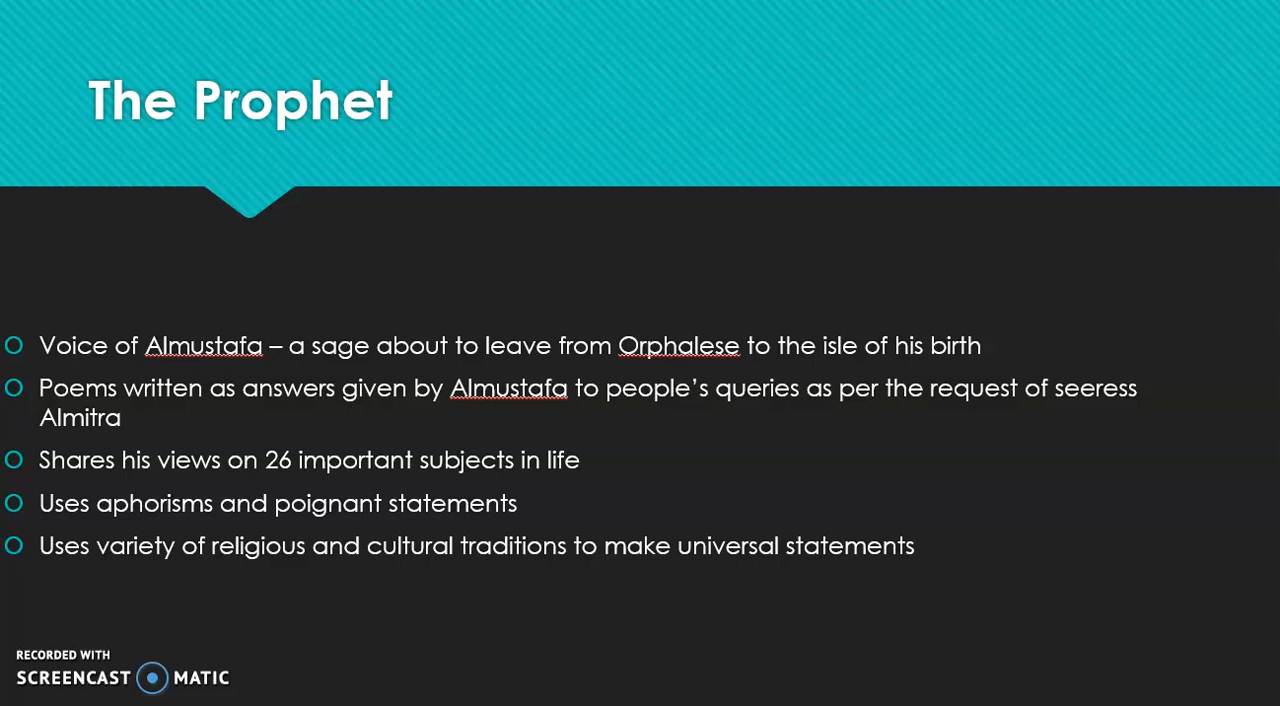 The Prophet
Voice of Almustafa – a sage about to leave from Orphalese to the isle of his birth
Poems written as answers given by Almustafa to people’s queries as per the request of seeress
Almitra
Shares his views on 26 important subjects in life
Uses aphorisms and poignant statements
Uses variety of religious and cultural traditions to make universal statements
RECORDED WITH
SCREENCAST MATIC